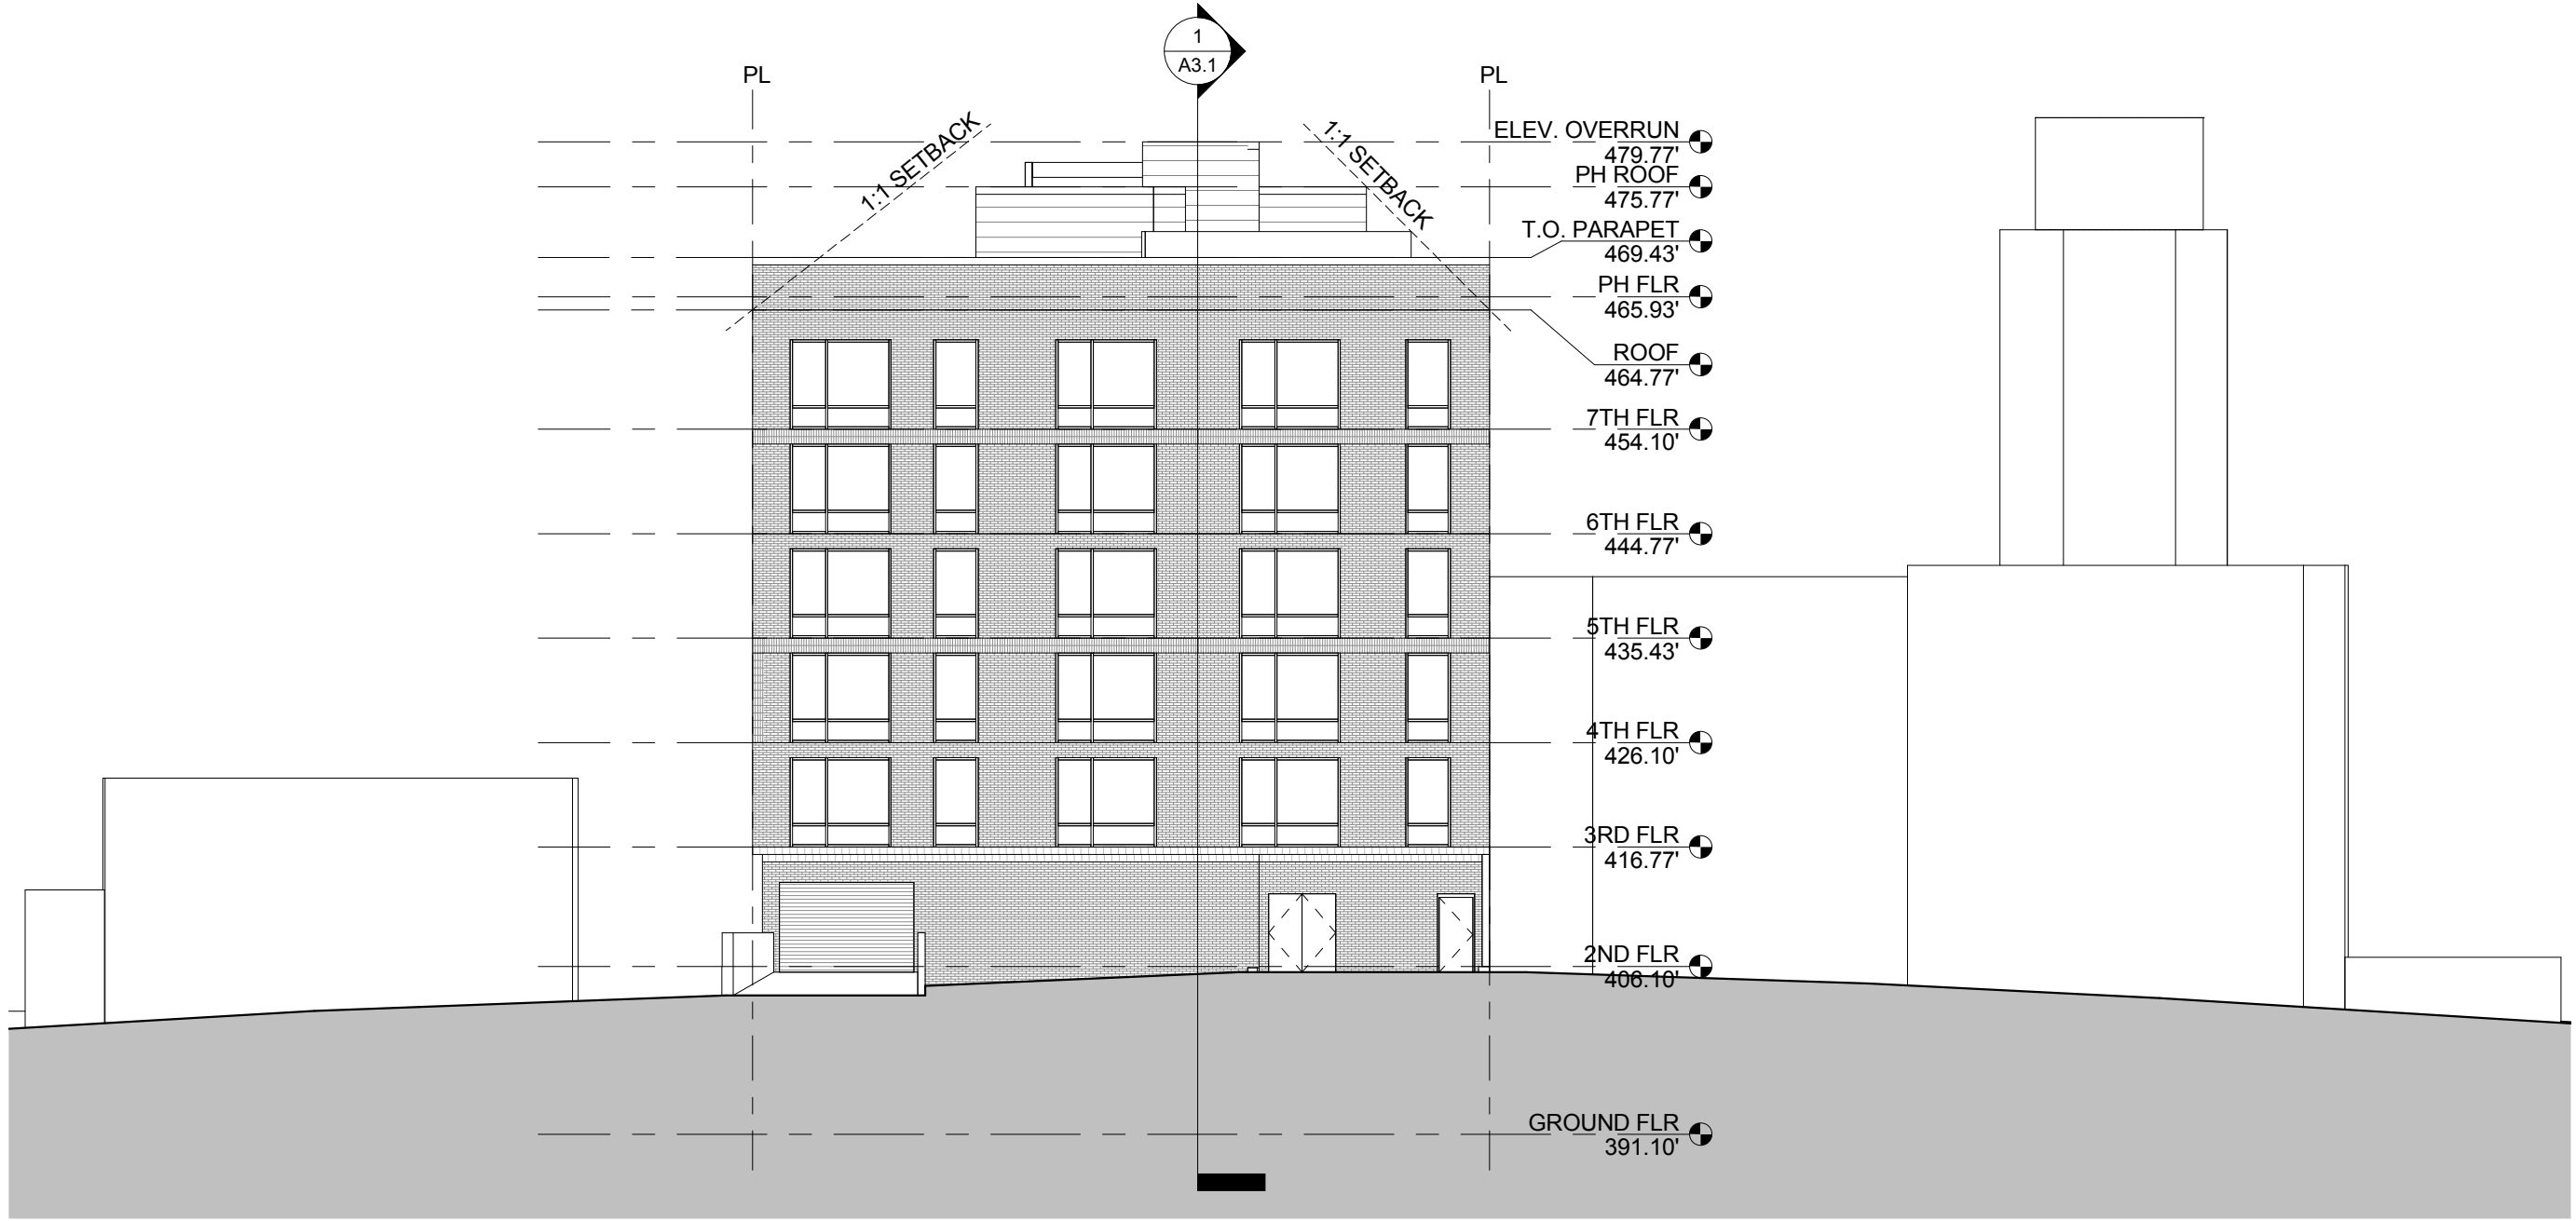 1
A3.1
PL
PL
1:1 SETBACK
1:1 SETBACK
ELEV. OVERRUN
479.77'
PH ROOF
475.77'
T.O. PARAPET
469.43'
PH FLR
465.93'
ROOF
464.77'
7TH FLR
454.10'
6TH FLR
444.77'
5TH FLR
435.43'
4TH FLR
426.10'
3RD FLR
416.77'
2ND FLR
406.10'
GROUND FLR
391.10'